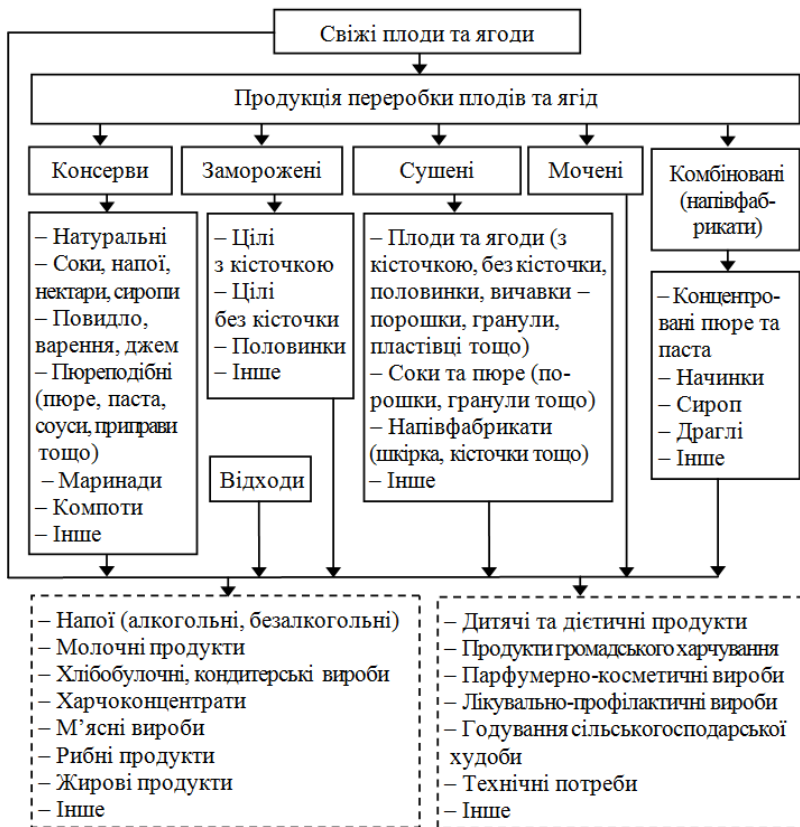 Свіжі плоди та ягоди
Продукція переробки плодів та ягід
Консерви
Заморожені
Сушені
Мочені
Комбіновані
(напівфаб-
рикати)
– Натуральні
– Соки, напої,
нектари, сиропи
– Повидло,
варення, джем
– Пюреподібні
(пюре, паста,
соуси, приправи
тощо)
– Маринади
– Компоти
– Інше
– Цілі
з кісточкою
– Цілі
без кісточки
– Половинки
– Інше
Відходи
– Плоди та ягоди (з
кісточкою, без кісточки,
половинки, вичавки –
порошки, гранули,
пластівці тощо)
– Соки та пюре (по-
рошки, гранули тощо)
– Напівфабрикати
(шкірка, кісточки тощо)
– Інше
– Концентро-
вані пюре та
паста
– Начинки
– Сироп
– Драглі
– Інше
– Напої (алкогольні, безалкогольні)
– Молочні продукти
– Хлібобулочні, кондитерські вироби
– Харчоконцентрати
– М’ясні вироби
– Рибні продукти
– Жирові продукти
– Інше
– Дитячі та дієтичні продукти
– Продукти громадського харчування
– Парфумерно-косметичні вироби
– Лікувально-профілактичні вироби
– Годування сільськогосподарської
худоби
– Технічні потреби
– Інше